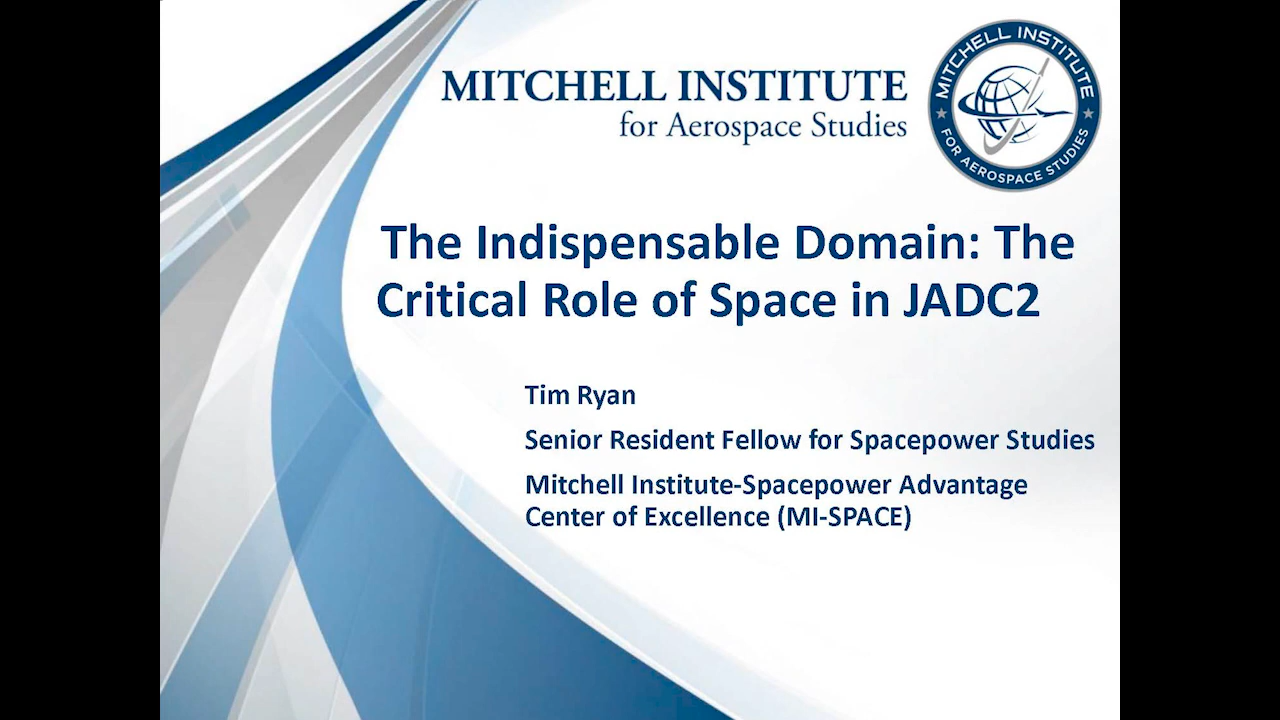 MITCHELL INSTITUTE
for Aerospace Studies
MITCHELL INSTITUTE
FOR AEROSPACE STUDIES
The Indispensable Domain: The
Critical Role of Space in JADC2
Tim Ryan
Senior Resident Fellow for Spacepower Studies
Mitchell Institute-Spacepower Advantage
Center of Excellence (MI-SPACE)